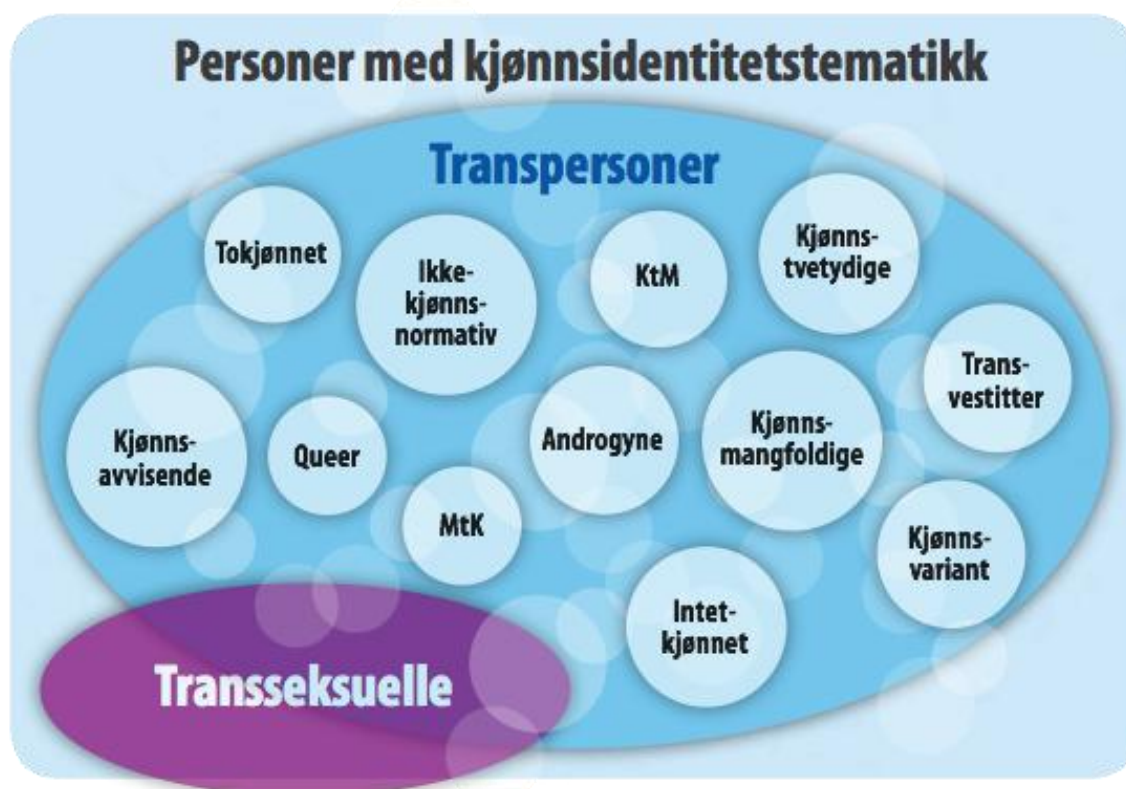 Personer med kjønnsidentitetstematikk
Transpersoner
Tokjønnet
Ikke-
kjønns-
normativ
KtM
Kjønns-
tvetydige
Trans-
vestitter
Kjønns-
avvisende
Queer
MtK
Androgyne
Kjønns-
mangfoldige
Kjønns-
variant
Intet-
kjønnet
Transseksuelle